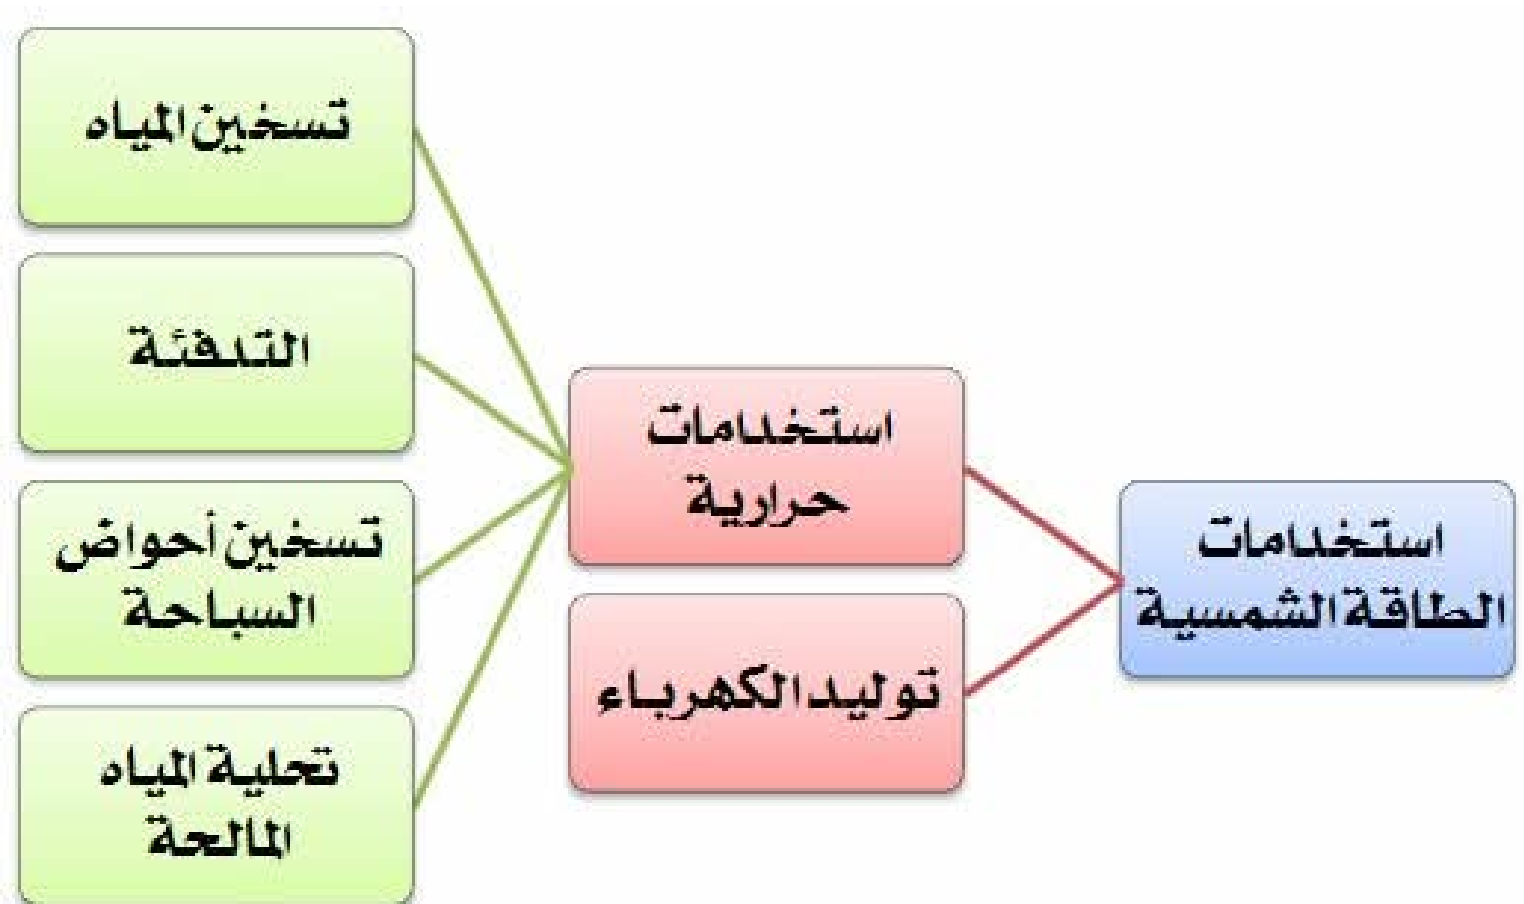 استخدامات
الطاقة الشمسية
استخدامات
حرارية
توليد الكهرباء
تسخين المياه
التدفئة
تسخين أحواض
السباحة
تحلية المياه
المالحة